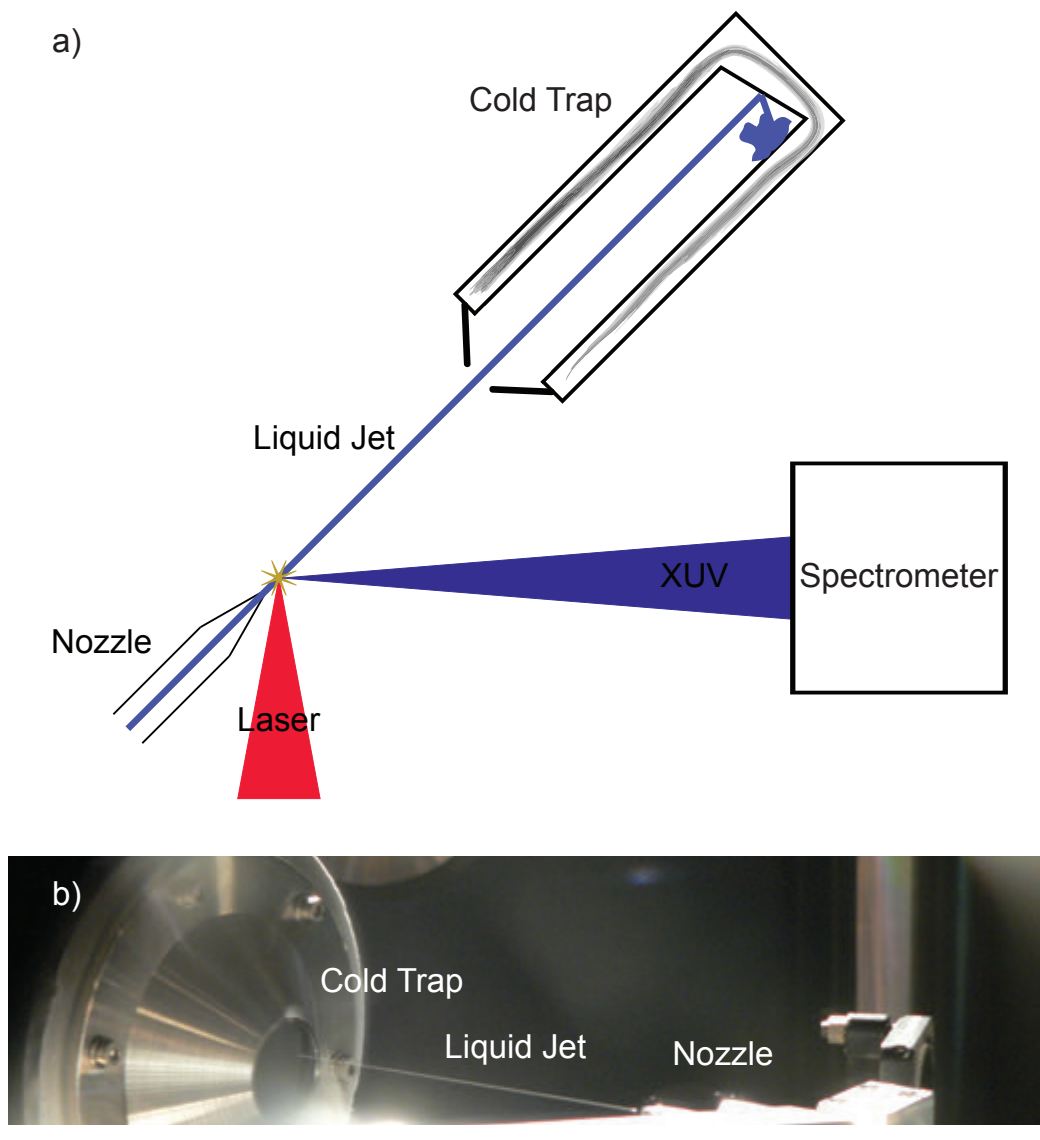 a)
Cold Trap
Liquid Jet
XUV
Spectrometer
Nozzle
Laser
b)
Cold Trap
Liquid Jet
Nozzle